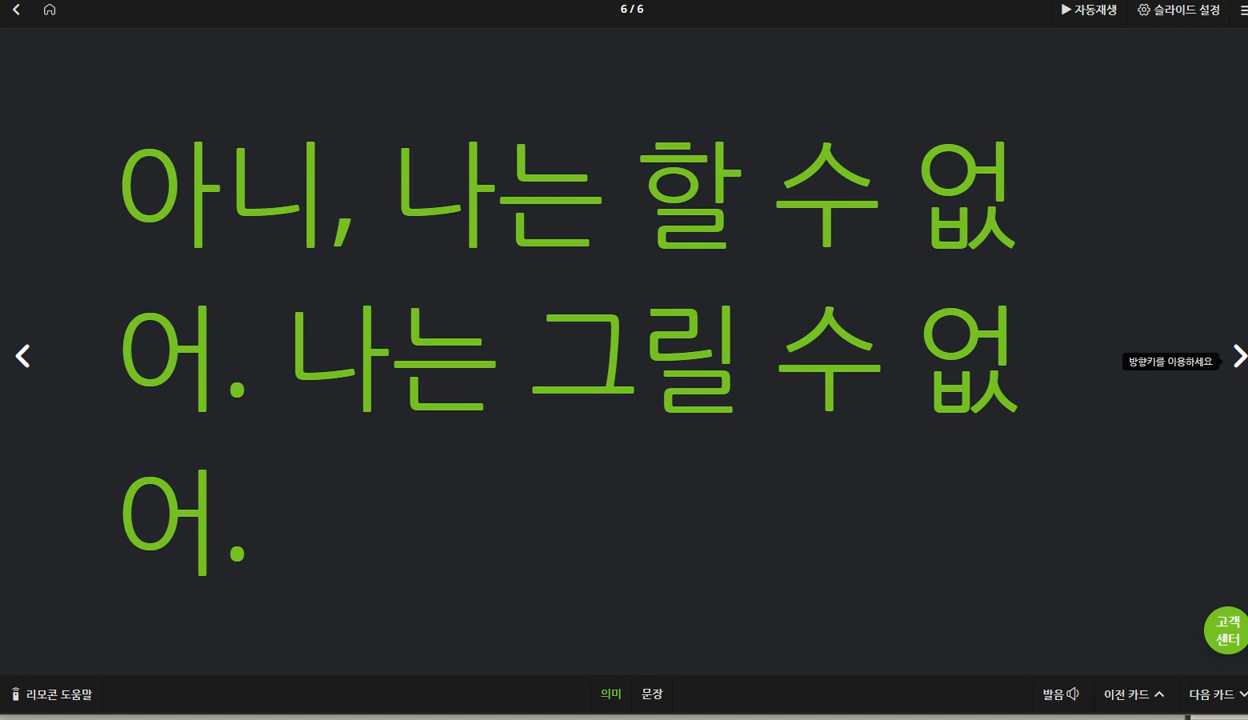 6 / 6
자동재생
슬라이드 설정
아니, 나는 할 수 없
어. 나는 그릴 수 없
어.
방향키를 이용하세요
고객
센터
리모콘 도움말
의미
문장
발음
이전 카드
다음 카드